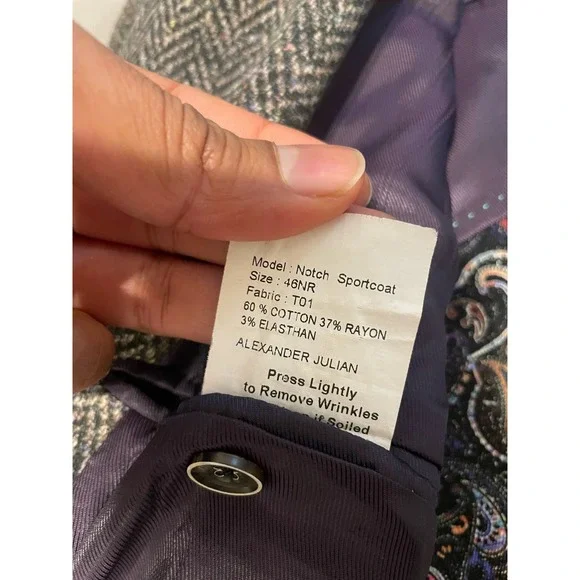 Model : Notch Sportcoat
Size : 46NR
Fabric : T01
60 % COTTON 37% RAYON
3% ELASTHAN
ALEXANDER JULIAN
Press Lightly
to Remove Wrinkles
if Soiled